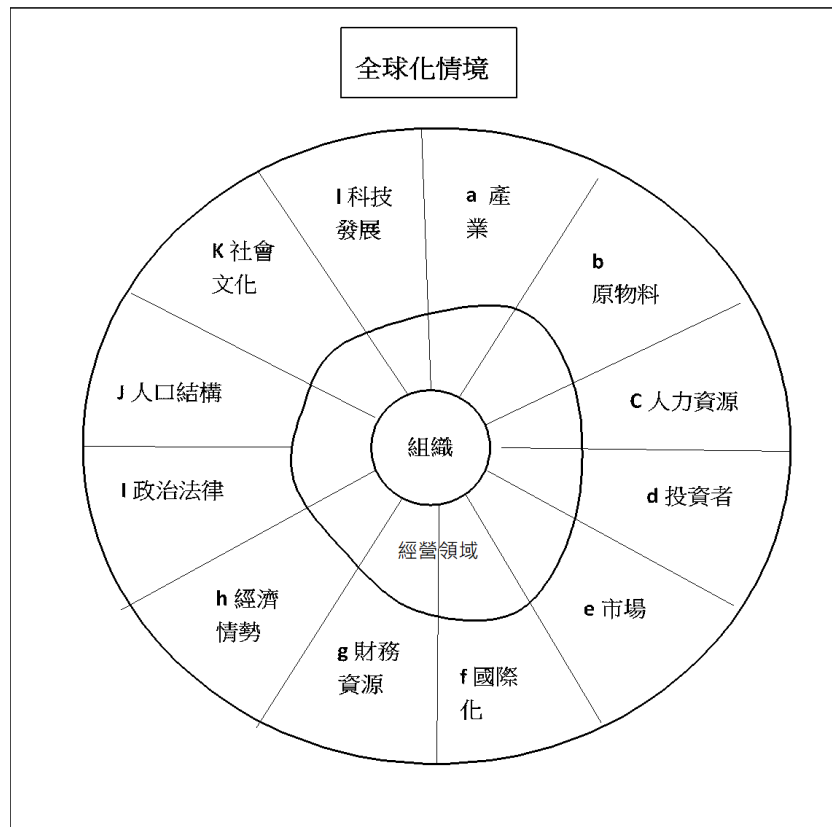 全球化情境
l 科技
發展
a 產
業
K 社會
文化
b
原物料
J 人口結構
C 人力資源
組織
I 政治法律
d 投資者
經營領域
h 經濟
情勢
e 市場
g 財務
資源
f 國際
化